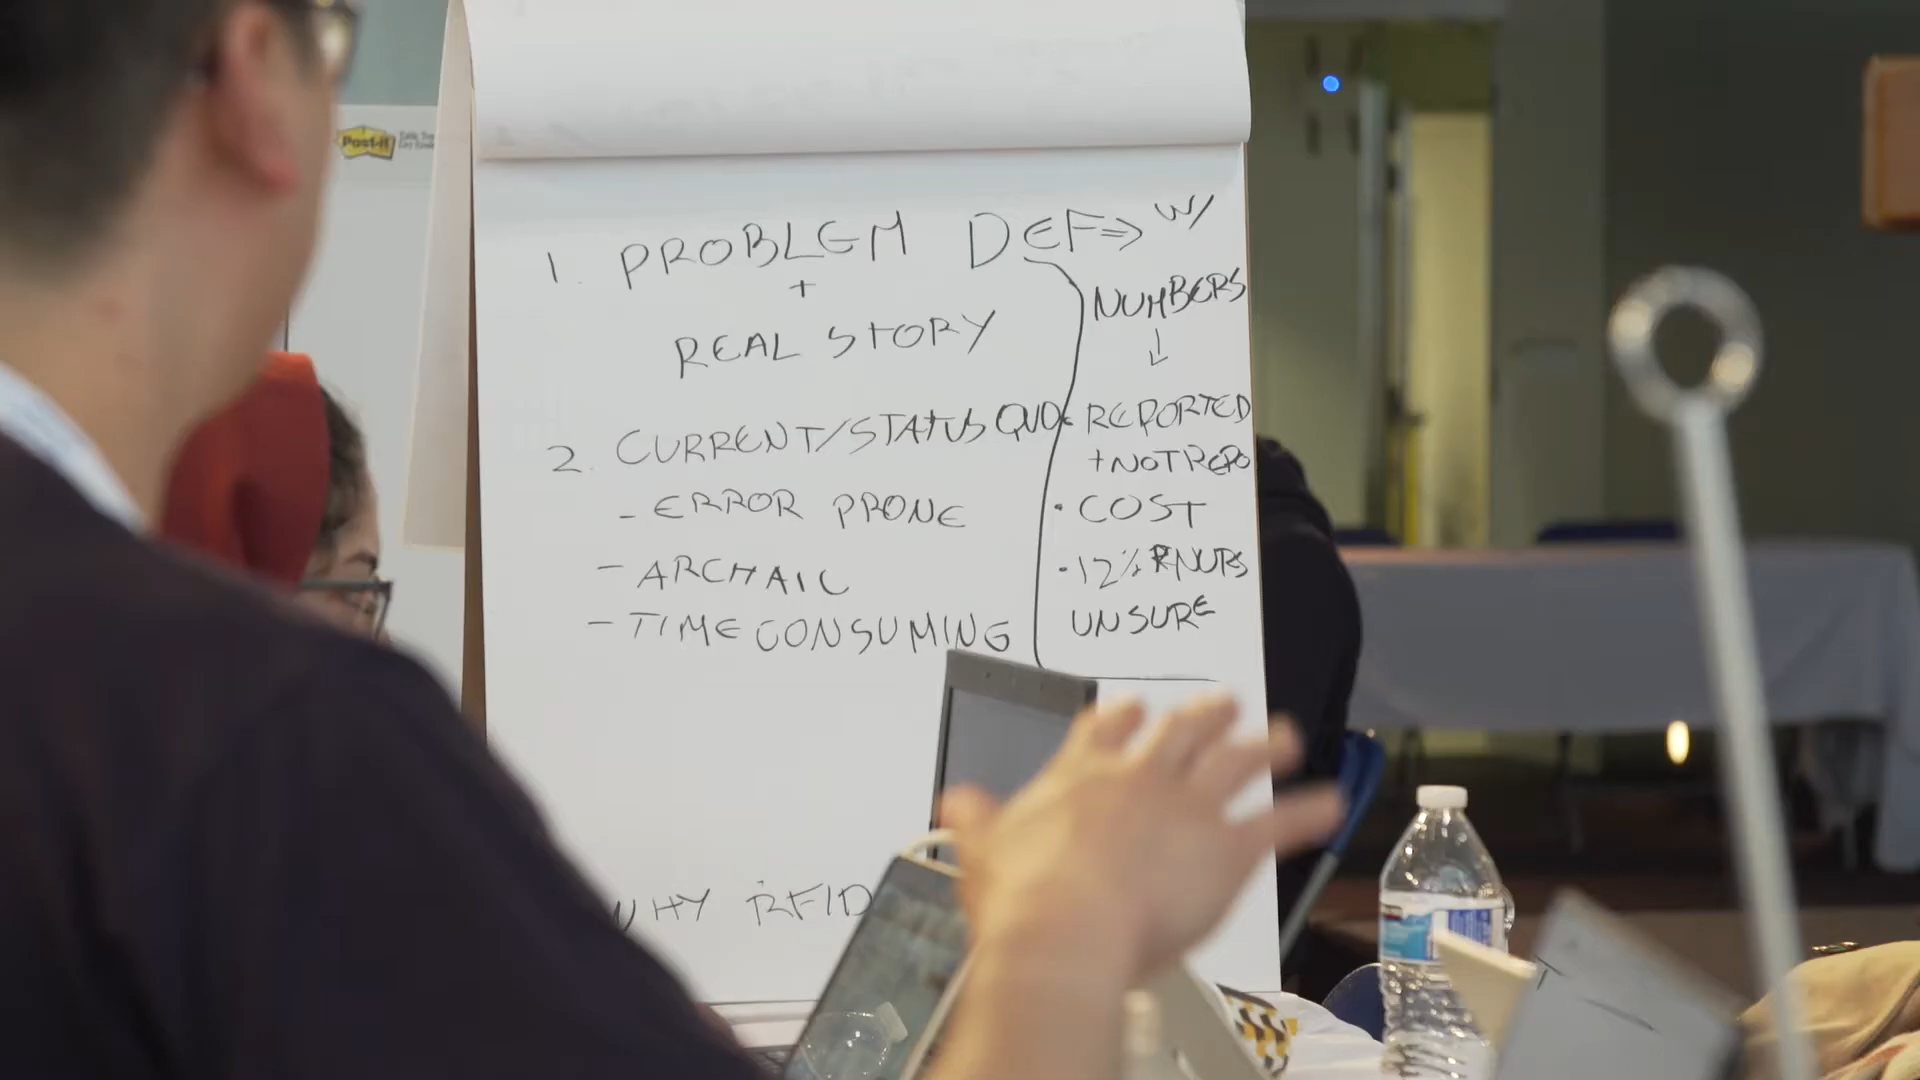 Post-it
1. PROBLEM DEF => W/
+
REAL STORY
NUMBERS
↓
2. CURRENT/STATUS QUO
- ERROR PRONE
- ARCHAIC
- TIME CONSUMING
REPORTED
+ NOT REPO
• COST
• 12% RNURS
UNSURE
WHY RFID